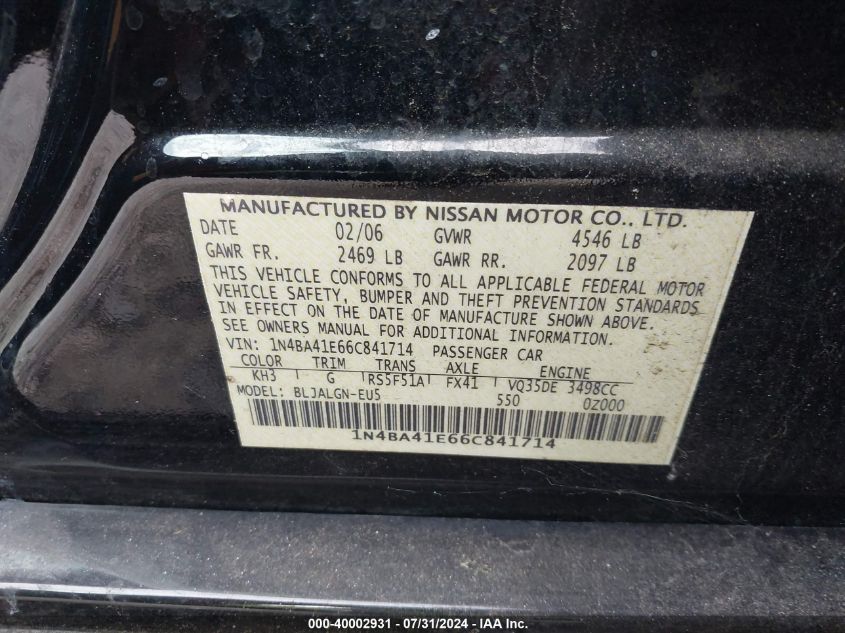 MANUFACTURED BY NISSAN MOTOR CO., LTD.
DATE 02/06 GVWR 4546 LB
GAWR FR. 2469 LB GAWR RR. 2097 LB
THIS VEHICLE CONFORMS TO ALL APPLICABLE FEDERAL MOTOR
VEHICLE SAFETY, BUMPER AND THEFT PREVENTION STANDARDS
IN EFFECT ON THE DATE OF MANUFACTURE SHOWN ABOVE.
SEE OWNERS MANUAL FOR ADDITIONAL INFORMATION.
VIN: 1N4BA41E66C841714 PASSENGER CAR
COLOR TRIM TRANS AXLE ENGINE
KH3 G RS5F51A FX41 VQ35DE 3498CC
MODEL: BLJALGN-EU5 550 0Z000
1N4BA41E66C841714
000-40002931 - 07/31/2024 - IAA Inc.